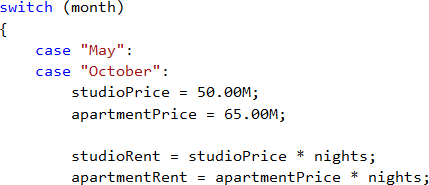 switch (month)
{
case "May":
case "October":
studioPrice = 50.00M;
apartmentPrice = 65.00M;
studioRent = studioPrice * nights;
apartmentRent = apartmentPrice * nights;